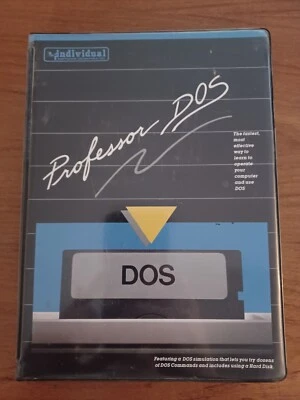 individual
Professor DOS
The fastest,
most
effective
way to
learn to
operate
your
computer
and use
DOS
DOS
Featuring a DOS simulation that lets you try dozens
of DOS Commands and includes using a Hard Disk